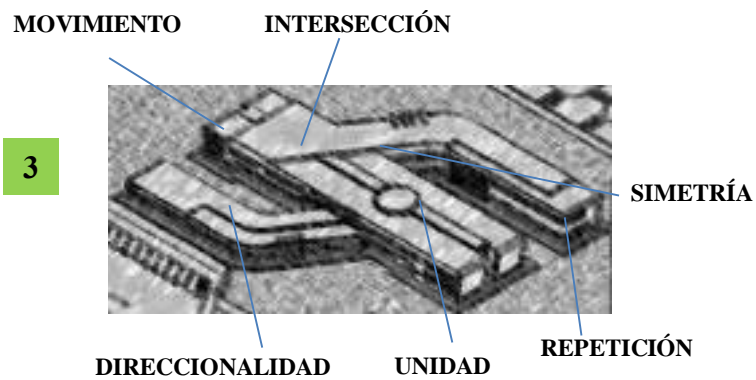 MOVIMIENTO INTERSECCIÓN
3
SIMETRÍA
REPETICIÓN
DIRECCIONALIDAD UNIDAD